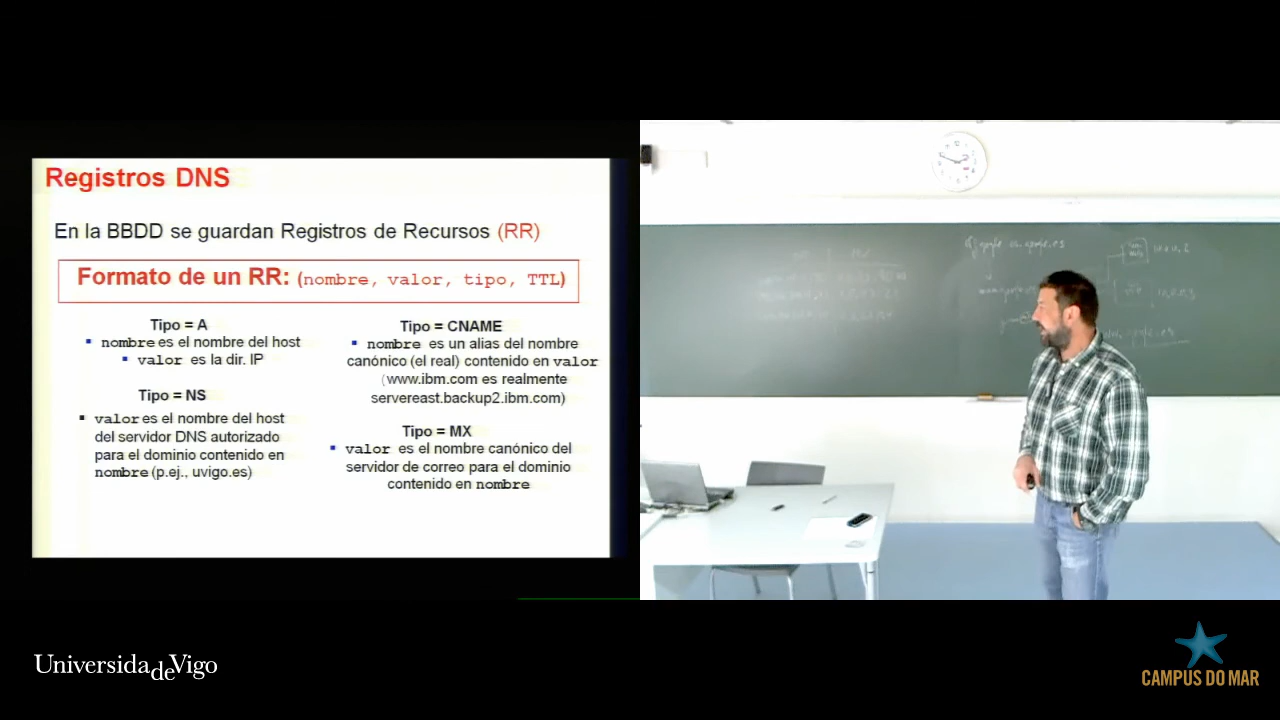 Registros DNS
En la BBDD se guardan Registros de Recursos (RR)
Formato de un RR: (nombre, valor, tipo, TTL)
Tipo = A
nombre es el nombre del host
valor es la dir. IP
Tipo = NS
valor es el nombre del host
del servidor DNS autorizado
para el dominio contenido en
nombre (p.ej., uvigo.es)
Tipo = CNAME
nombre es un alias del nombre
canónico (el real) contenido en valor
(www.ibm.com es realmente
servereast.backup2.ibm.com)
Tipo = MX
valor es el nombre canónico del
servidor de correo para el dominio
contenido en nombre
Universidade Vigo
CAMPUS DO MAR